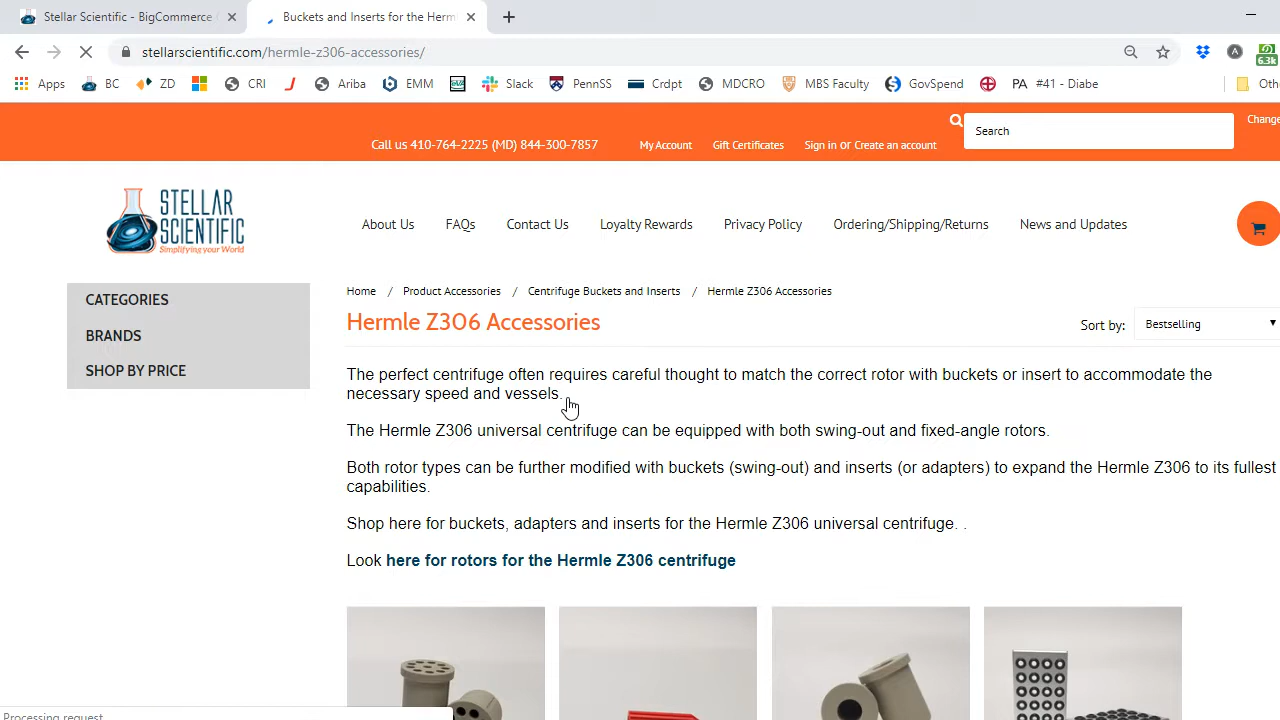 Stellar Scientific - BigCommerce
Buckets and Inserts for the Herm
stellarscientific.com/hermle-z306-accessories/
Apps BC ZD CRI Ariba EMM Slack PennSS Crdpt MDCRO MBS Faculty GovSpend PA #41 - Diabe Oth
6.3k
Call us 410-764-2225 (MD) 844-300-7857
My Account Gift Certificates Sign in or Create an account
Search
Change
STELLAR
SCIENTIFIC
Simplifying your World
About Us FAQs Contact Us Loyalty Rewards Privacy Policy Ordering/Shipping/Returns News and Updates
CATEGORIES
BRANDS
SHOP BY PRICE
Home / Product Accessories / Centrifuge Buckets and Inserts / Hermle Z306 Accessories
Hermle Z306 Accessories
Sort by: Bestselling
The perfect centrifuge often requires careful thought to match the correct rotor with buckets or insert to accommodate the
necessary speed and vessels.
The Hermle Z306 universal centrifuge can be equipped with both swing-out and fixed-angle rotors.
Both rotor types can be further modified with buckets (swing-out) and inserts (or adapters) to expand the Hermle Z306 to its fullest
capabilities.
Shop here for buckets, adapters and inserts for the Hermle Z306 universal centrifuge. .
Look here for rotors for the Hermle Z306 centrifuge
Processing request